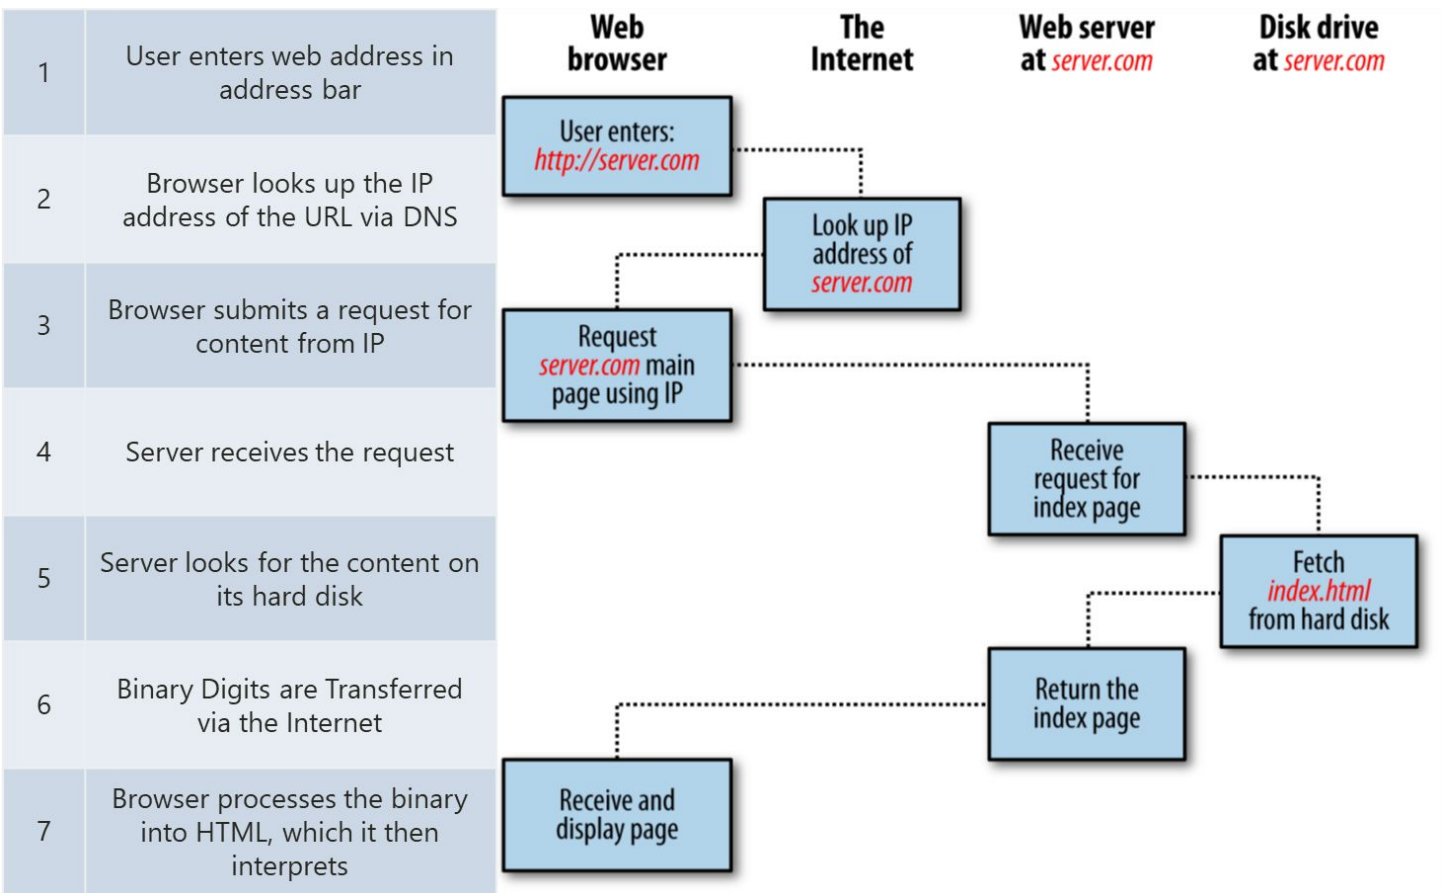 1
User enters web address in
address bar
2
Browser looks up the IP
address of the URL via DNS
3
Browser submits a request for
content from IP
4
Server receives the request
5
Server looks for the content on
its hard disk
6
Binary Digits are Transferred
via the Internet
7
Browser processes the binary
into HTML, which it then
interprets
Web
browser
The
Internet
Web server
at server.com
Disk drive
at server.com
User enters:
http://server.com
Look up IP
address of
server.com
Request
server.com main
page using IP
Receive
request for
index page
Fetch
index.html
from hard disk
Return the
index page
Receive and
display page